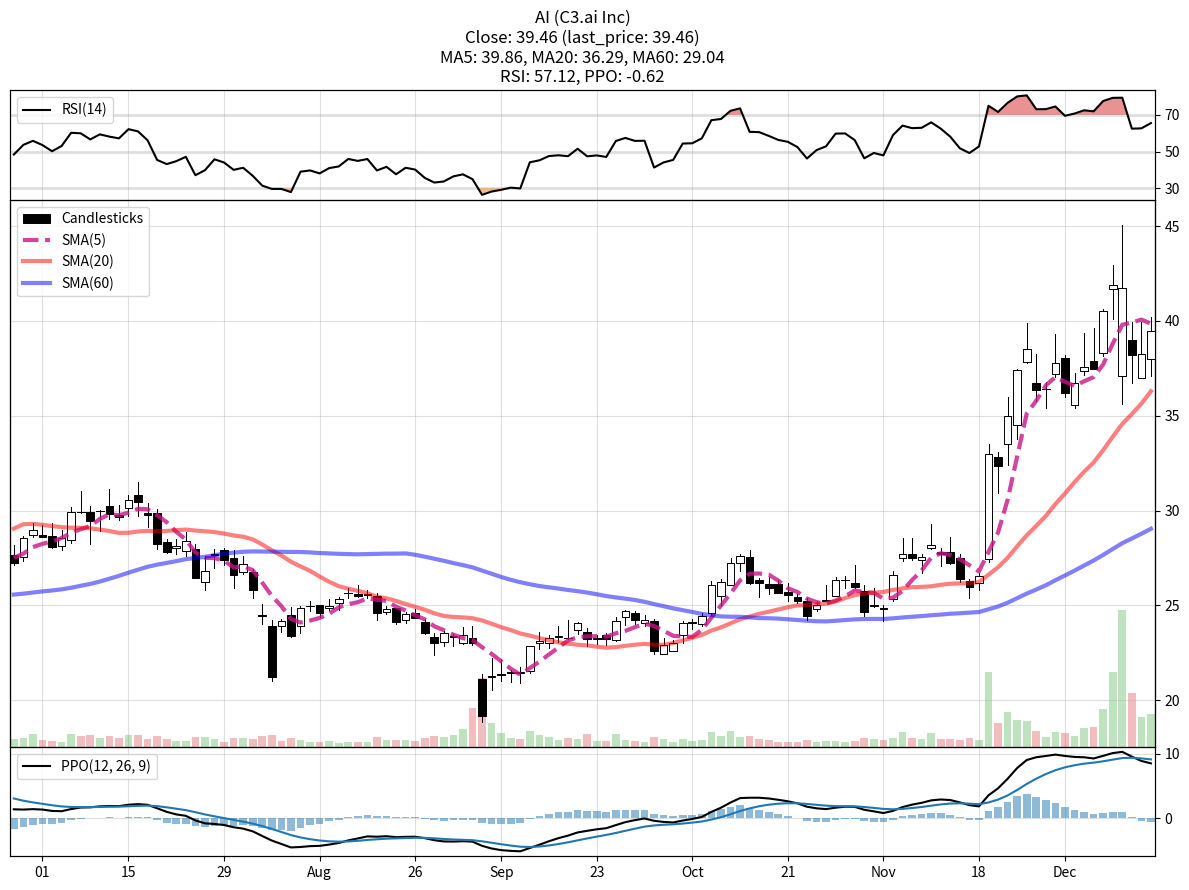 AI (C3.ai Inc)
Close: 39.46 (last_price: 39.46)
MA5: 39.86, MA20: 36.29, MA60: 29.04
RSI: 57.12, PPO: -0.62
RSI(14)
70
50
30
Candlesticks
SMA(5)
SMA(20)
SMA(60)
45
40
35
30
25
20
PPO(12, 26, 9)
10
0
01 15 29 Aug 26 Sep 23 Oct 21 Nov 18 Dec